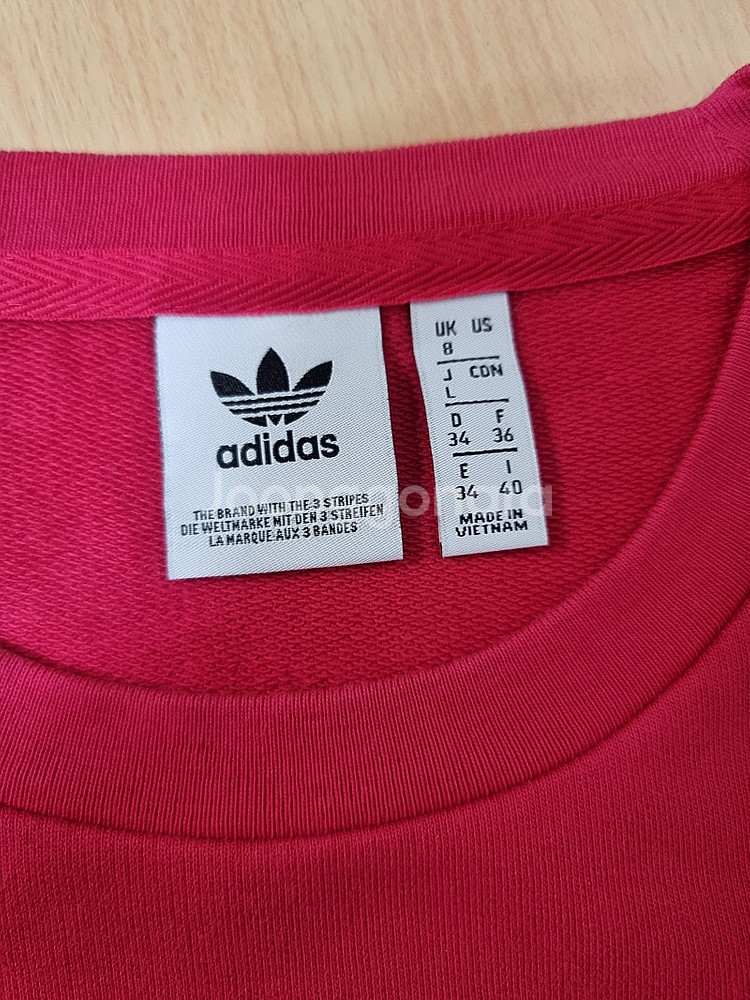 adidas
THE BRAND WITH THE 3 STRIPES
DIE WELTMARKE MIT DEN 3 STREIFEN
LA MARQUE AUX 3 BANDES
UK US
8
J CDN
L
D F
34 36
E I
34 40
MADE IN
VIETNAM